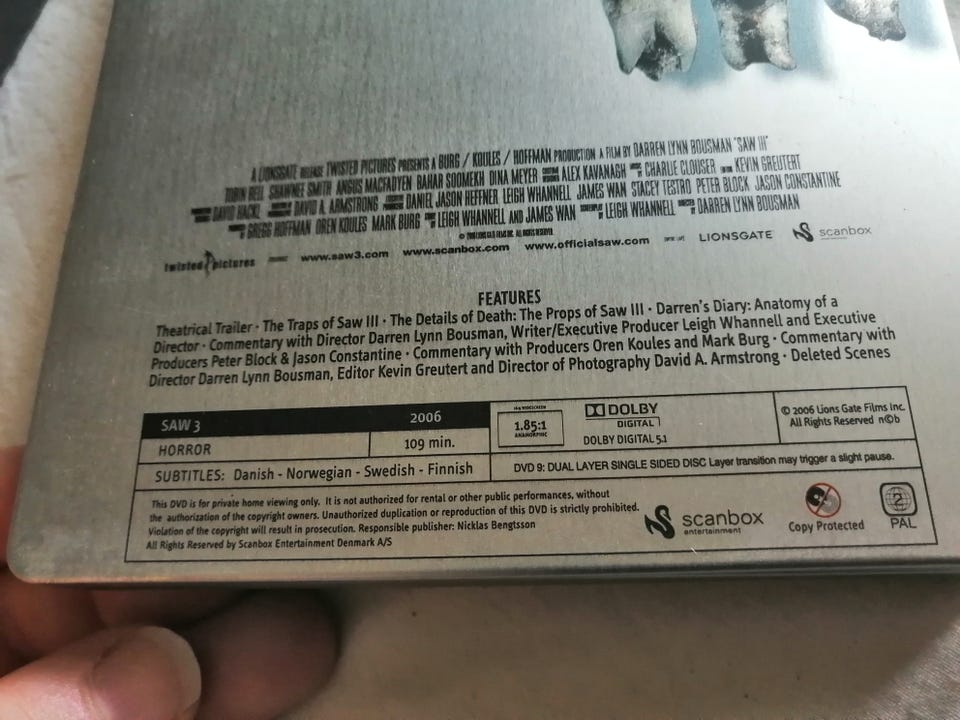 A LIONSGATE RELEASE TWISTED PICTURES PRESENTS A BURG / KOULES / HOFFMAN PRODUCTION A FILM BY DARREN LYNN BOUSMAN "SAW III"
TOBIN BELL SHAWNEE SMITH ANGUS MACFADYEN BAHAR SOOMEKH DINA MEYER ALEX KAVANAGH CHARLIE CLOUSER KEVIN GREUTERT
DAVID HACKL DAVID A. ARMSTRONG DANIEL JASON HEFFNER LEIGH WHANNELL JAMES WAN STACEY TESTRO PETER BLOCK JASON CONSTANTINE
GREGG HOFFMAN OREN KOULES MARK BURG LEIGH WHANNELL AND JAMES WAN LEIGH WHANNELL DARREN LYNN BOUSMAN
twisted pictures www.saw3.com www.scanbox.com www.officialsaw.com LIONSGATE scanbox
FEATURES
Theatrical Trailer · The Traps of Saw III · The Details of Death: The Props of Saw III · Darren's Diary: Anatomy of a
Director · Commentary with Director Darren Lynn Bousman, Writer/Executive Producer Leigh Whannell and Executive
Producers Peter Block & Jason Constantine · Commentary with Producers Oren Koules and Mark Burg · Commentary with
Director Darren Lynn Bousman, Editor Kevin Greutert and Director of Photography David A. Armstrong · Deleted Scenes
SAW 3 2006
HORROR 109 min.
SUBTITLES: Danish - Norwegian - Swedish - Finnish
16:9 WIDESCREEN
1.85:1
ANAMORPHIC
DOLBY
DIGITAL
DOLBY DIGITAL 5.1
© 2006 Lions Gate Films Inc.
All Rights Reserved n©b
DVD 9: DUAL LAYER SINGLE SIDED DISC Layer transition may trigger a slight pause.
This DVD is for private home viewing only. It is not authorized for rental or other public performances, without
the authorization of the copyright owners. Unauthorized duplication or reproduction of this DVD is strictly prohibited.
Violation of the copyright will result in prosecution. Responsible publisher: Nicklas Bengtsson
All Rights Reserved by Scanbox Entertainment Denmark A/S
scanbox
entertainment
Copy Protected
2
PAL